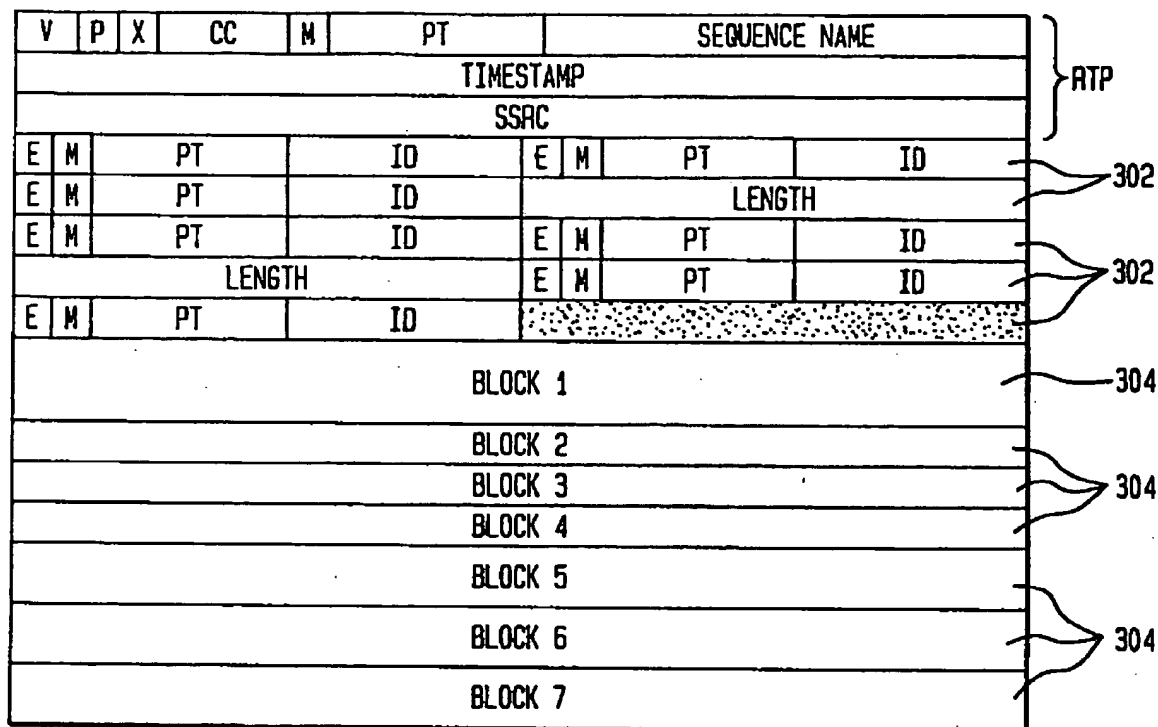 V P X CC M PT SEQUENCE NAME
TIMESTAMP
RTP
SSRC
E M PT ID E M PT ID
302
E M PT ID LENGTH
E M PT ID E M PT ID
302
LENGTH E M PT ID
E M PT ID
BLOCK 1
304
BLOCK 2
BLOCK 3
304
BLOCK 4
BLOCK 5
BLOCK 6
304
BLOCK 7